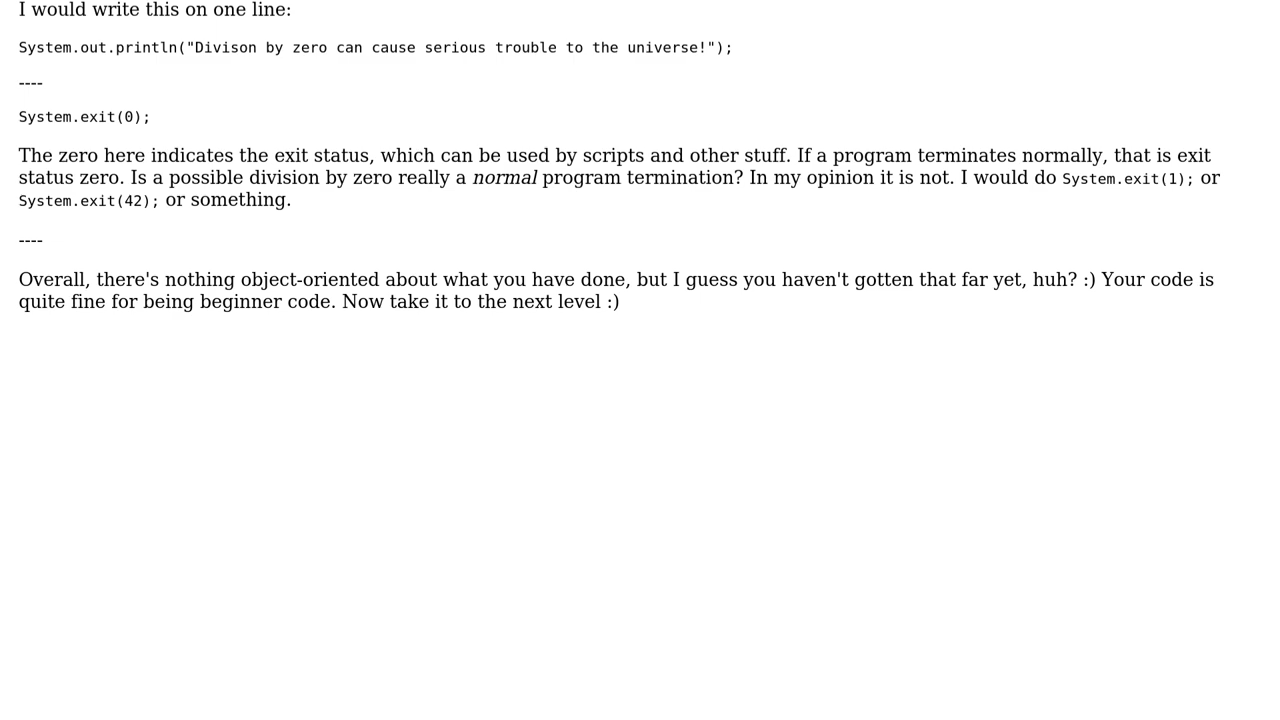 I would write this on one line:
System.out.println("Divison by zero can cause serious trouble to the universe!");
----
System.exit(0);
The zero here indicates the exit status, which can be used by scripts and other stuff. If a program terminates normally, that is exit
status zero. Is a possible division by zero really a normal program termination? In my opinion it is not. I would do System.exit(1); or
System.exit(42); or something.
----
Overall, there's nothing object-oriented about what you have done, but I guess you haven't gotten that far yet, huh? :) Your code is
quite fine for being beginner code. Now take it to the next level :)